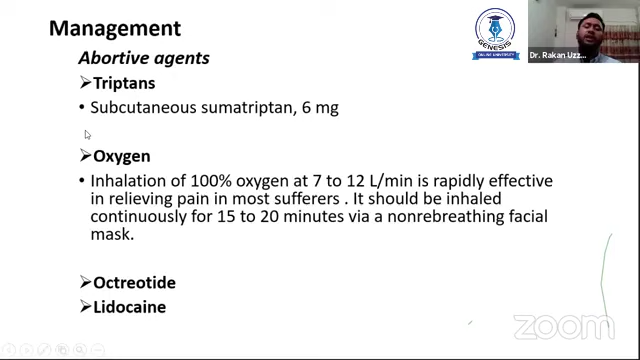 Management
Abortive agents
➢Triptans
• Subcutaneous sumatriptan, 6 mg
➢Oxygen
• Inhalation of 100% oxygen at 7 to 12 L/min is rapidly effective
in relieving pain in most sufferers . It should be inhaled
continuously for 15 to 20 minutes via a nonrebreathing facial
mask.
➢Octreotide
➢Lidocaine
GENESIS
ONLINE UNIVERSITY
Dr. Rakan Uzz...
zoom